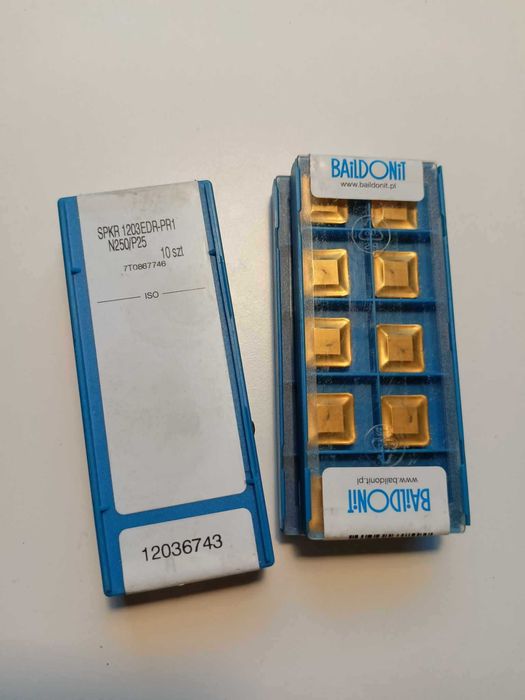 SPKR 1203EDR-PR1
N250/P25
10 szt
7T0867746
ISO
12036743
BAiLDONiT
www.baildonit.pl
www.baildonit.pl
BAiLDONiT